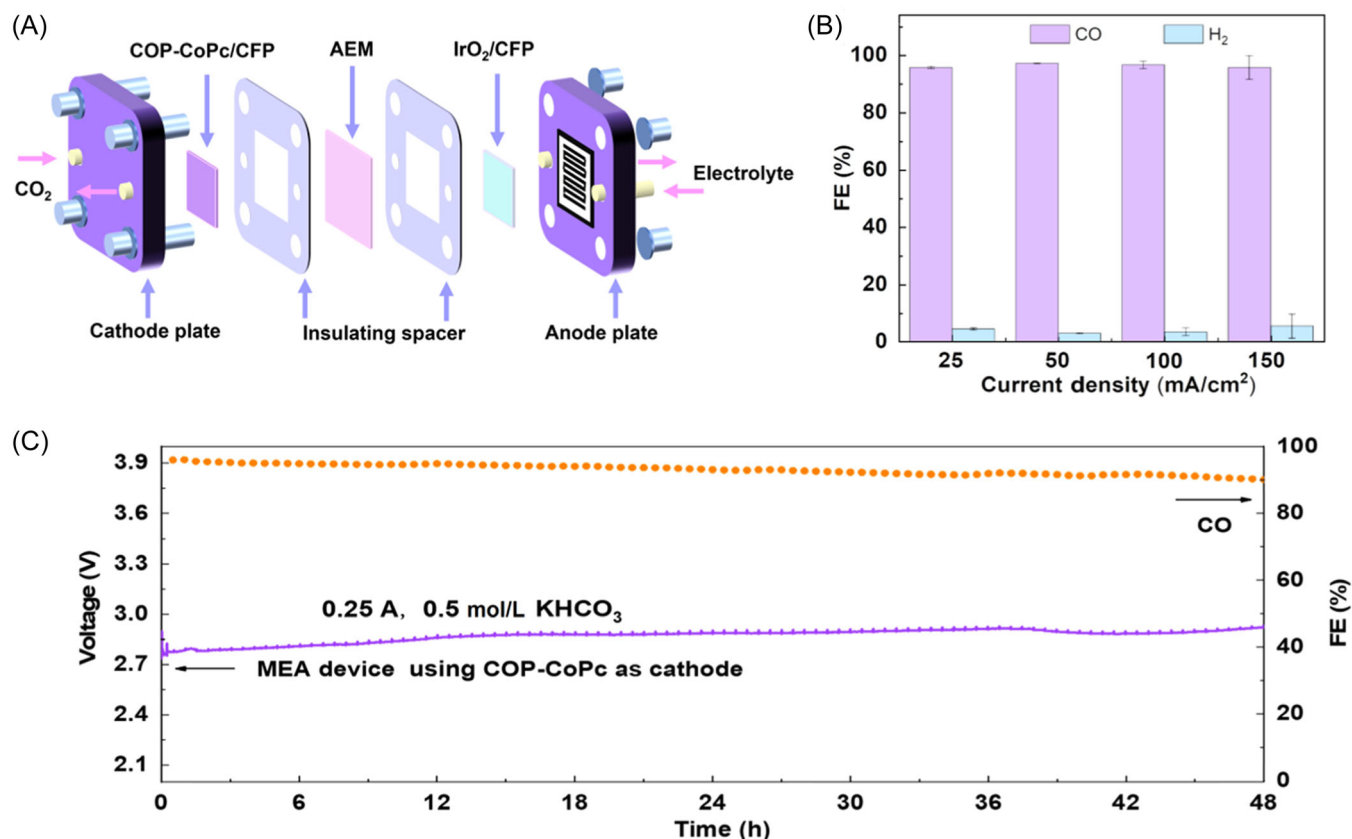 (A)
COP-CoPc/CFP
AEM
IrO₂/CFP
CO₂
Electrolyte
Cathode plate
Insulating spacer
Anode plate
(B)
CO
H₂
100
80
60
40
20
0
FE (%)
25
50
100
150
Current density (mA/cm²)
(C)
3.9
3.6
3.3
3.0
2.7
2.4
2.1
Voltage (V)
CO
0.25 A, 0.5 mol/L KHCO₃
MEA device using COP-CoPc as cathode
100
80
60
40
20
0
FE (%)
0
6
12
18
24
30
36
42
48
Time (h)